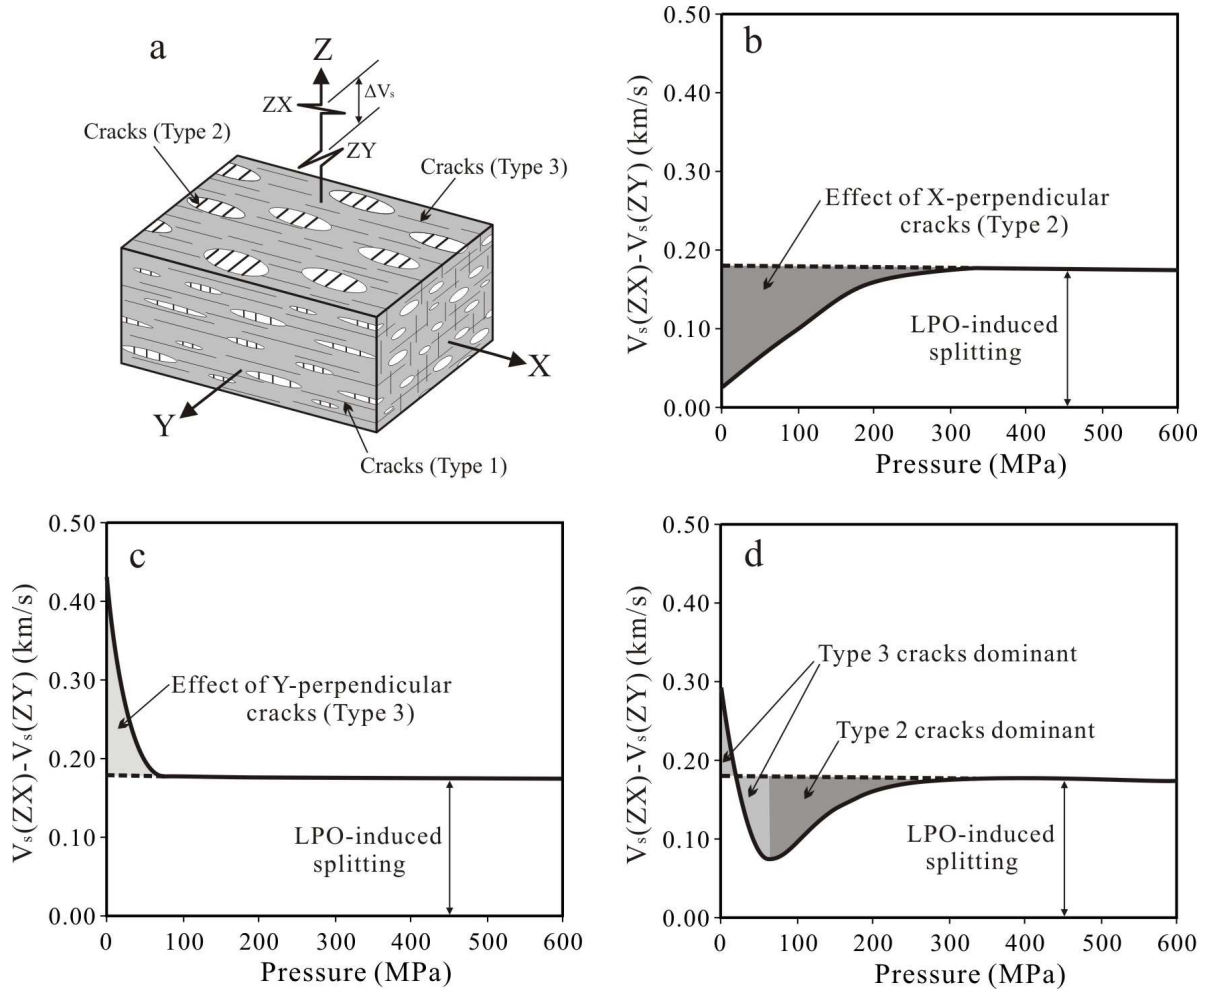 a
Z
ΔVₛ
ZX
ZY
Cracks (Type 2)
Cracks (Type 3)
X
Y
Cracks (Type 1)
b
0.50
0.40
0.30
0.20
0.10
0.00
Vₛ(ZX)-Vₛ(ZY) (km/s)
Effect of X-perpendicular
cracks (Type 2)
LPO-induced
splitting
0 100 200 300 400 500 600
Pressure (MPa)
c
0.50
0.40
0.30
0.20
0.10
0.00
Vₛ(ZX)-Vₛ(ZY) (km/s)
Effect of Y-perpendicular
cracks (Type 3)
LPO-induced
splitting
0 100 200 300 400 500 600
Pressure (MPa)
d
0.50
0.40
0.30
0.20
0.10
0.00
Vₛ(ZX)-Vₛ(ZY) (km/s)
Type 3 cracks dominant
Type 2 cracks dominant
LPO-induced
splitting
0 100 200 300 400 500 600
Pressure (MPa)